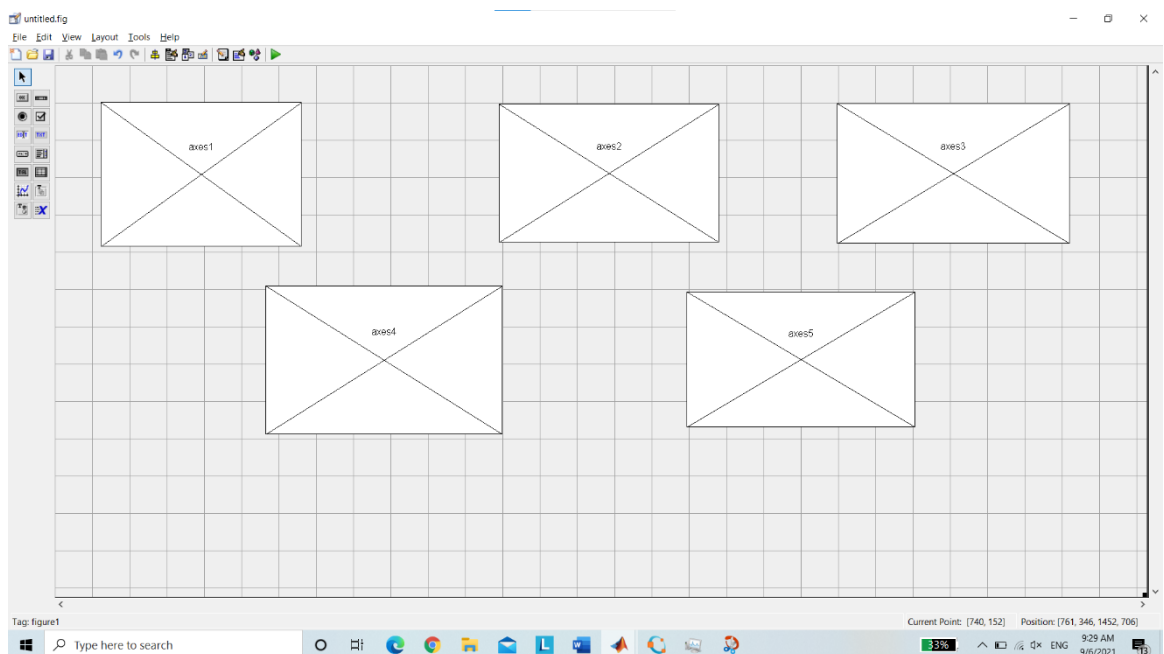 untitled.fig
File Edit View Layout Tools Help
axes1
axes2
axes3
axes4
axes5
Tag: figure1
Current Point: [740, 152] Position: [761, 346, 1452, 706]
Type here to search
33%
ENG
9:29 AM
9/6/2021